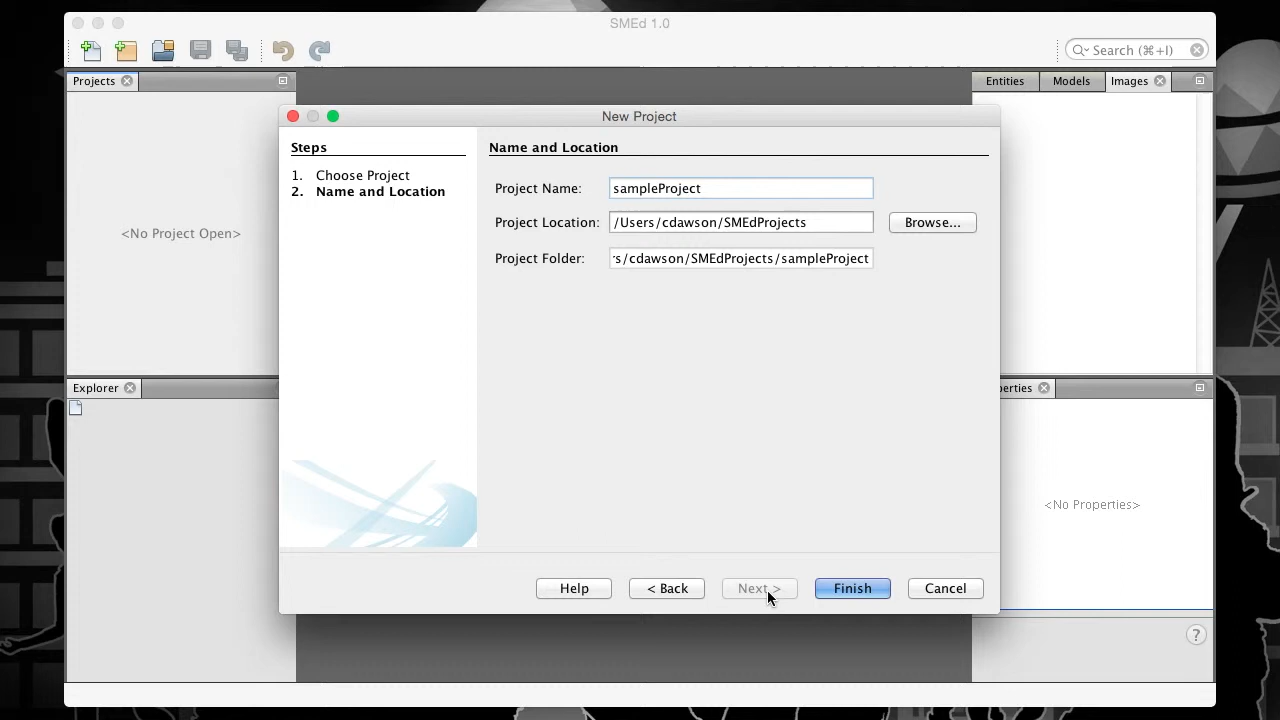 SMEd 1.0
Search (⌘+I)
Projects
Entities
Models
Images
New Project
Steps
Name and Location
1. Choose Project
2. Name and Location
Project Name:
sampleProject
Project Location:
/Users/cdawson/SMEdProjects
Browse...
Project Folder:
s/cdawson/SMEdProjects/sampleProject
<No Project Open>
Explorer
perties
<No Properties>
Help
< Back
Next >
Finish
Cancel
?